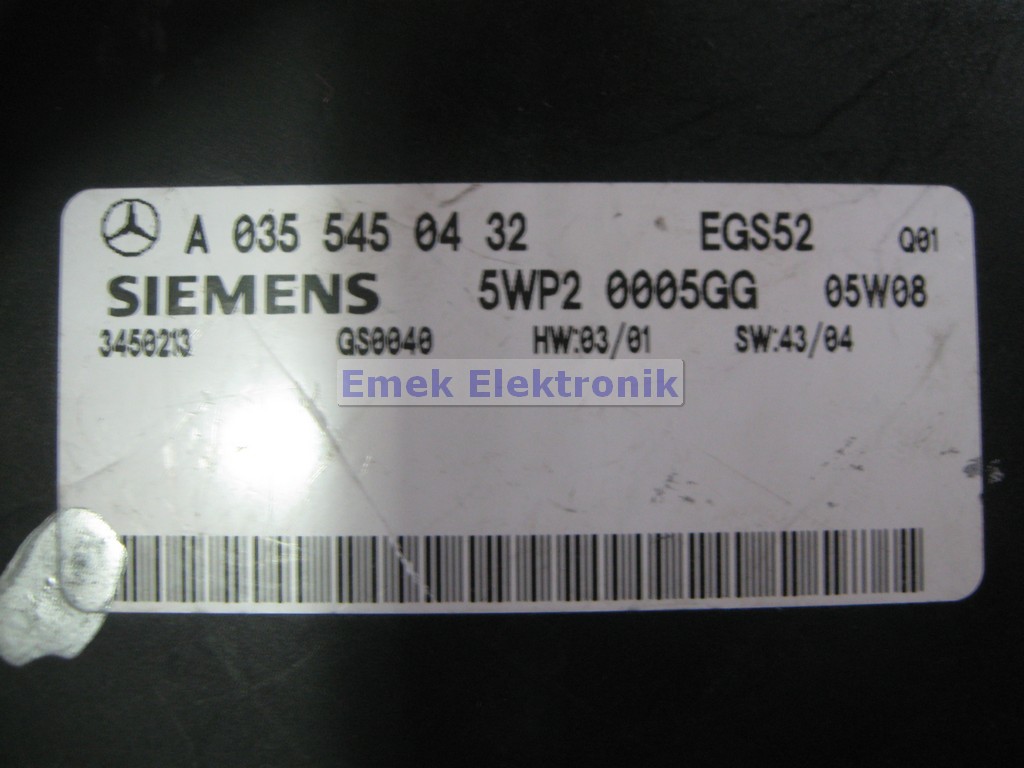 A 035 545 04 32 EGS52 Q01
SIEMENS 5WP2 0005GG 05W08
3450213 GS0040 HW:03/01 SW:43/04
Emek Elektronik